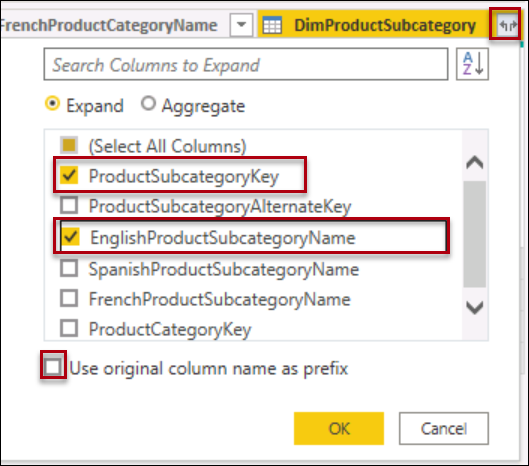 FrenchProductCategoryName DimProductSubcategory
Search Columns to Expand
A
Z
Expand Aggregate
(Select All Columns)
ProductSubcategoryKey
ProductSubcategoryAlternateKey
EnglishProductSubcategoryName
SpanishProductSubcategoryName
FrenchProductSubcategoryName
ProductCategoryKey
Use original column name as prefix
OK Cancel